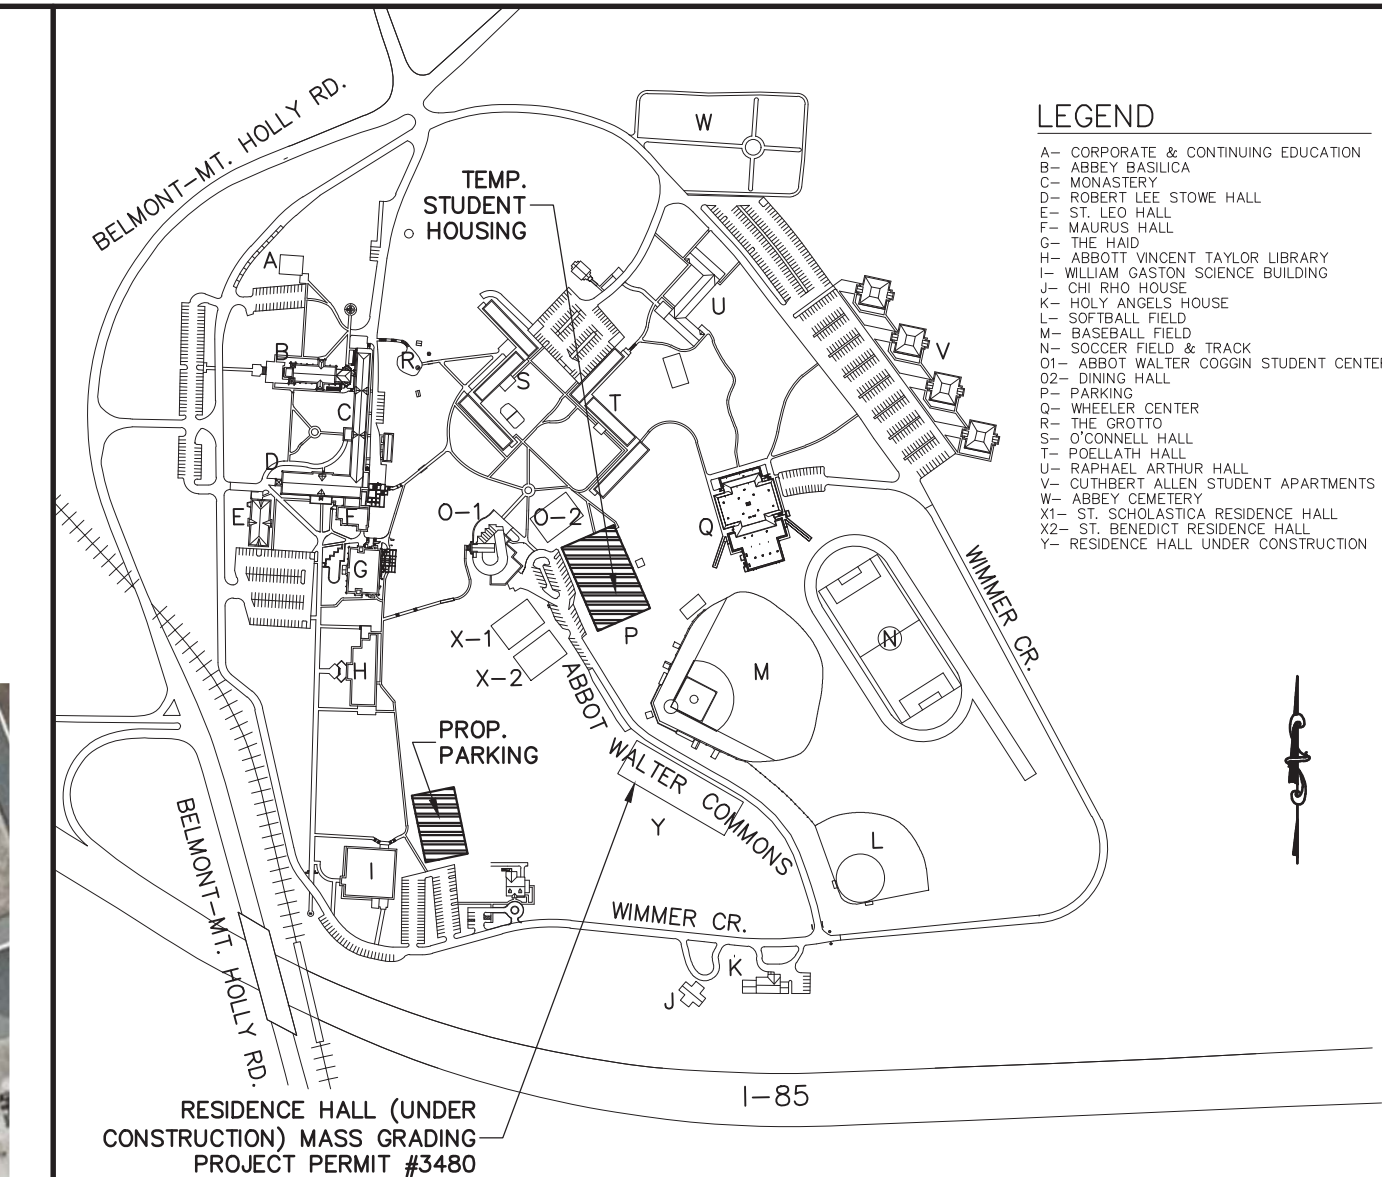 BELMONT-MT. HOLLY RD.
TEMP.
STUDENT
HOUSING
W
A
B
R
C
S
T
U
V
D
E
F
G
O-1
O-2
Q
P
X-1
X-2
H
ABBOT WALTER COMMONS
M
N
WIMMER CR.
PROP.
PARKING
Y
L
I
BELMONT-MT. HOLLY RD.
WIMMER CR.
J
K
I-85
RESIDENCE HALL (UNDER
CONSTRUCTION) MASS GRADING
PROJECT PERMIT #3480
LEGEND
A- CORPORATE & CONTINUING EDUCATION
B- ABBEY BASILICA
C- MONASTERY
D- ROBERT LEE STOWE HALL
E- ST. LEO HALL
F- MAURUS HALL
G- THE HAID
H- ABBOTT VINCENT TAYLOR LIBRARY
I- WILLIAM GASTON SCIENCE BUILDING
J- CHI RHO HOUSE
K- HOLY ANGELS HOUSE
L- SOFTBALL FIELD
M- BASEBALL FIELD
N- SOCCER FIELD & TRACK
O1- ABBOT WALTER COGGIN STUDENT CENTER
O2- DINING HALL
P- PARKING
Q- WHEELER CENTER
R- THE GROTTO
S- O'CONNELL HALL
T- POELLATH HALL
U- RAPHAEL ARTHUR HALL
V- CUTHBERT ALLEN STUDENT APARTMENTS
W- ABBEY CEMETERY
X1- ST. SCHOLASTICA RESIDENCE HALL
X2- ST. BENEDICT RESIDENCE HALL
Y- RESIDENCE HALL UNDER CONSTRUCTION